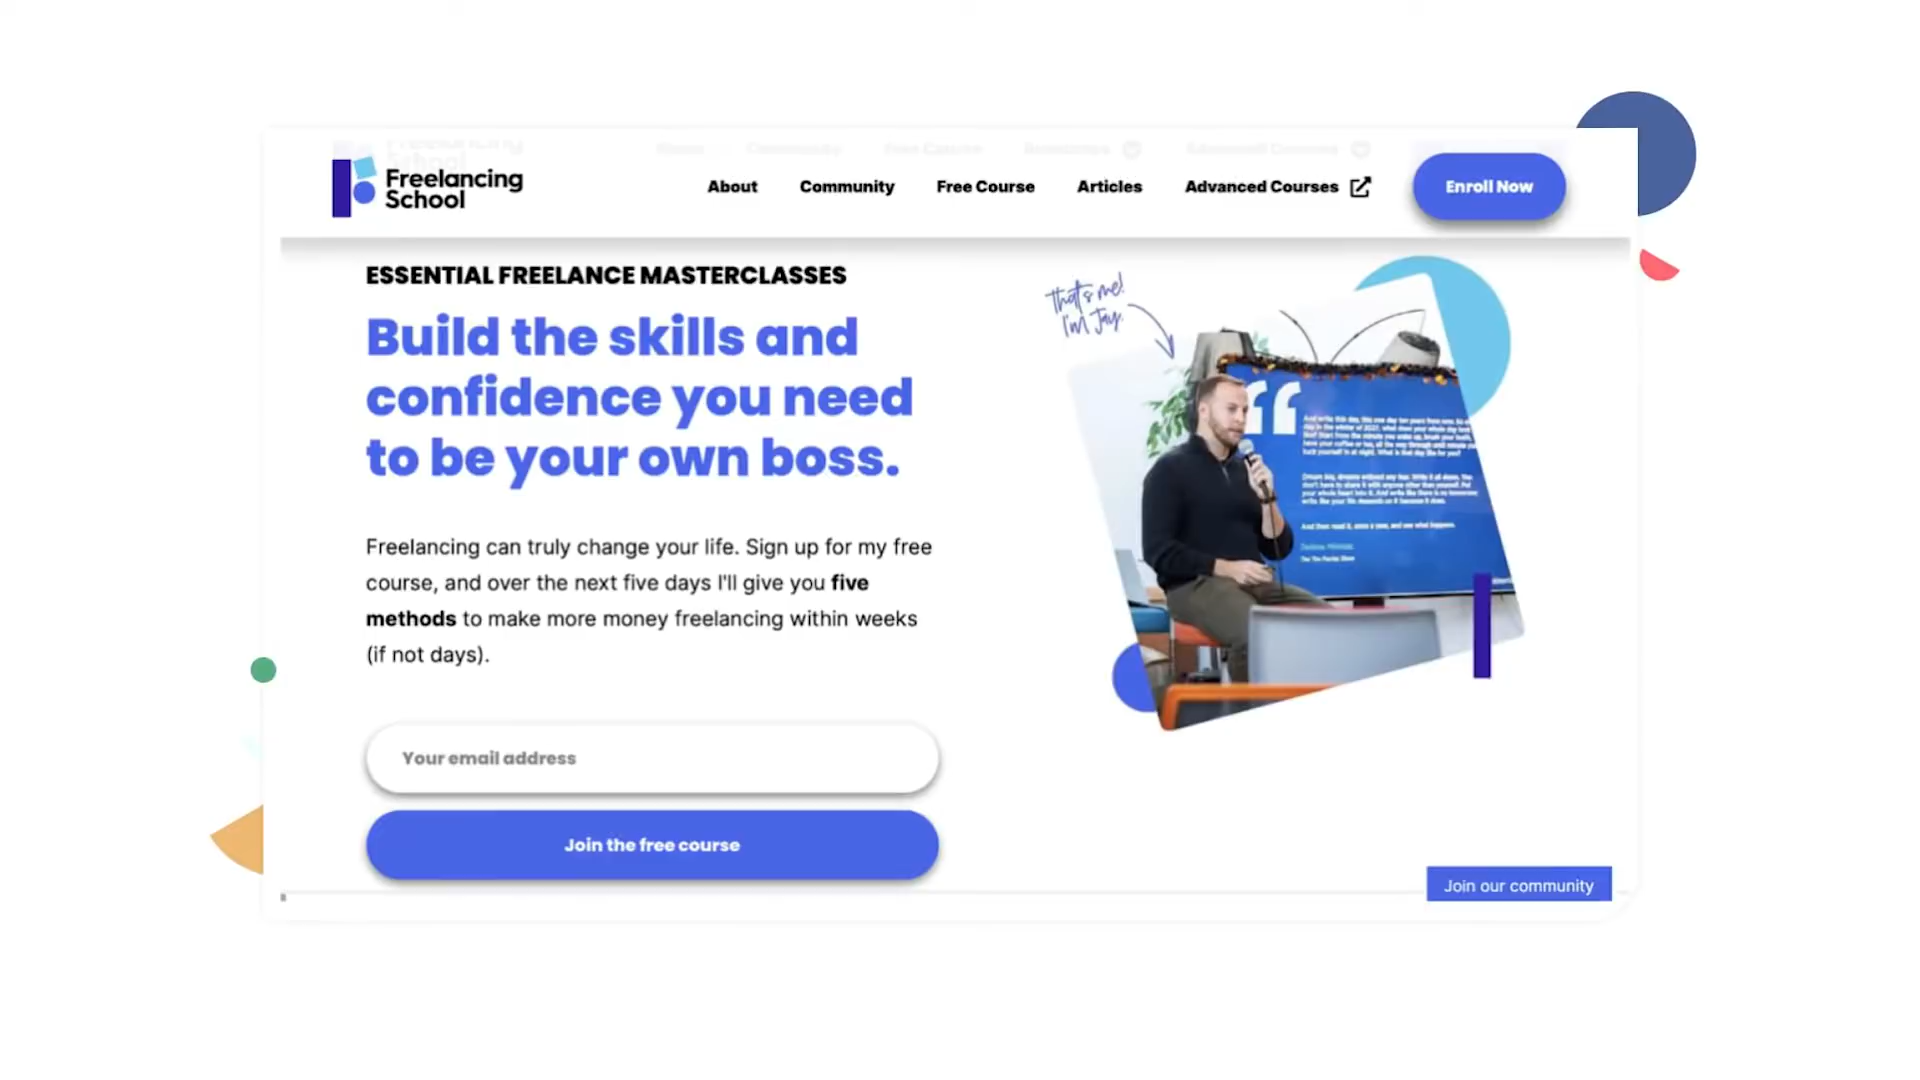 Freelancing
School
About
Community
Free Course
Articles
Advanced Courses
Enroll Now
ESSENTIAL FREELANCE MASTERCLASSES
Build the skills and
confidence you need
to be your own boss.
that's me!
I'm Jay.
Freelancing can truly change your life. Sign up for my free
course, and over the next five days I'll give you five
methods to make more money freelancing within weeks
(if not days).
Your email address
Join the free course
Join our community